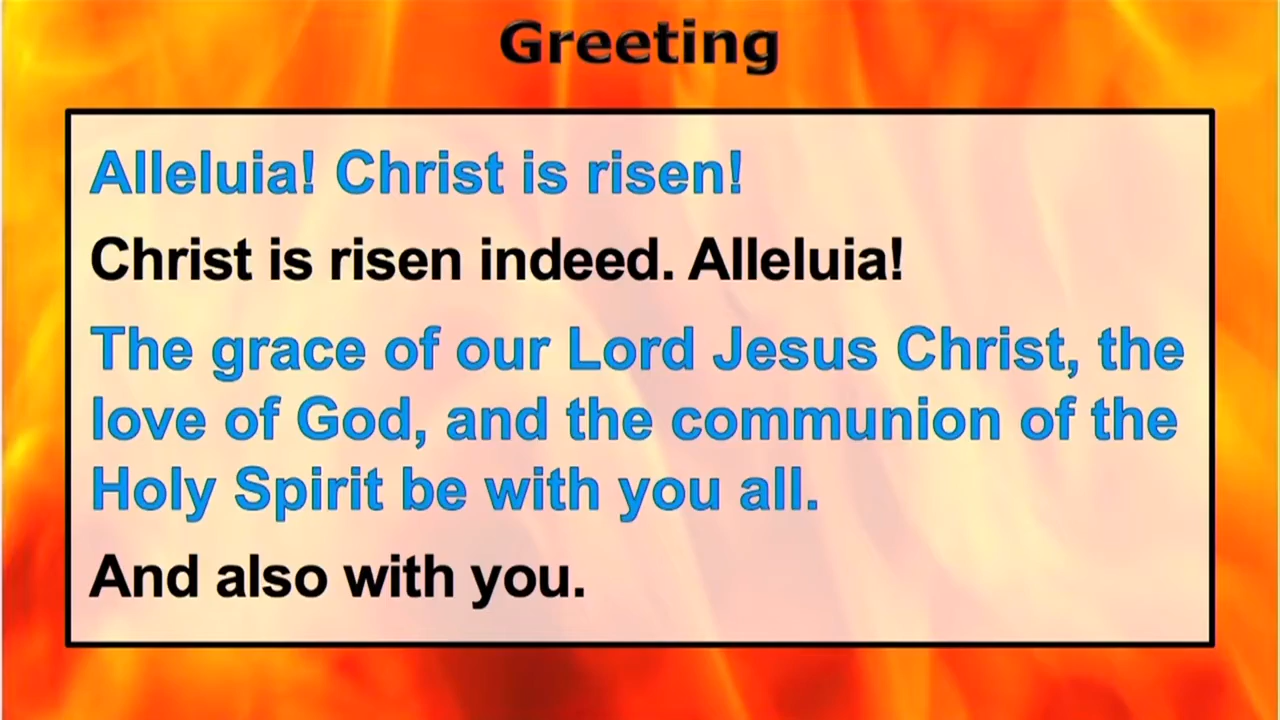 Greeting
Alleluia! Christ is risen!
Christ is risen indeed. Alleluia!
The grace of our Lord Jesus Christ, the
love of God, and the communion of the
Holy Spirit be with you all.
And also with you.